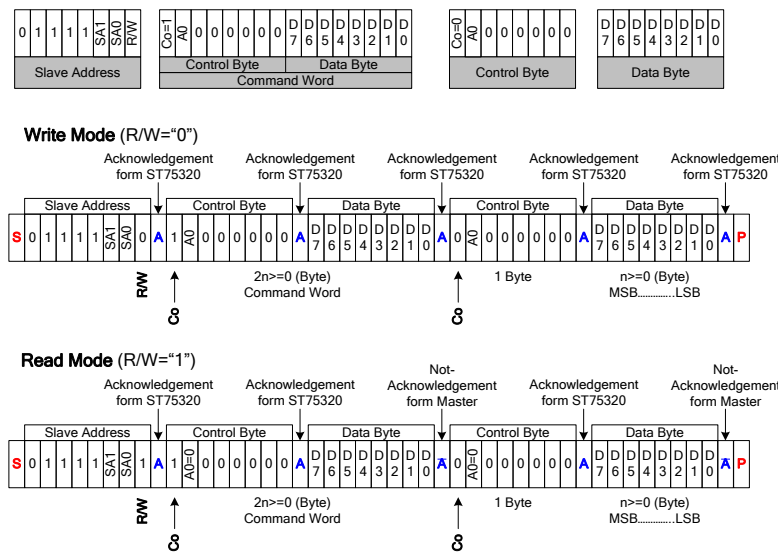 0 1 1 1 1 SA1 SA0 R/W Co=1 A0 0 0 0 0 0 0 D7 D6 D5 D4 D3 D2 D1 D0 Co=0 A0 0 0 0 0 0 0 D7 D6 D5 D4 D3 D2 D1 D0
Slave Address Control Byte Data Byte Control Byte Data Byte
Command Word
Write Mode (R/W="0")
Acknowledgement Acknowledgement Acknowledgement Acknowledgement Acknowledgement
form ST75320 form ST75320 form ST75320 form ST75320 form ST75320
Slave Address Control Byte Data Byte Control Byte Data Byte
S 0 1 1 1 1 SA1 SA0 0 A 1 A0 0 0 0 0 0 0 A D7 D6 D5 D4 D3 D2 D1 D0 A 0 A0 0 0 0 0 0 0 A D7 D6 D5 D4 D3 D2 D1 D0 A P
R/W Co 2n>=0 (Byte) Co 1 Byte n>=0 (Byte)
Command Word MSB..............LSB
Read Mode (R/W="1")
Not- Not-
Acknowledgement Acknowledgement Acknowledgement Acknowledgement Acknowledgement
form ST75320 form ST75320 form Master form ST75320 form Master
Slave Address Control Byte Data Byte Control Byte Data Byte
S 0 1 1 1 1 SA1 SA0 1 A 1 A0=0 0 0 0 0 0 0 A D7 D6 D5 D4 D3 D2 D1 D0 A̅ 0 A0=0 0 0 0 0 0 0 A D7 D6 D5 D4 D3 D2 D1 D0 A̅ P
R/W Co 2n>=0 (Byte) Co 1 Byte n>=0 (Byte)
Command Word MSB..............LSB